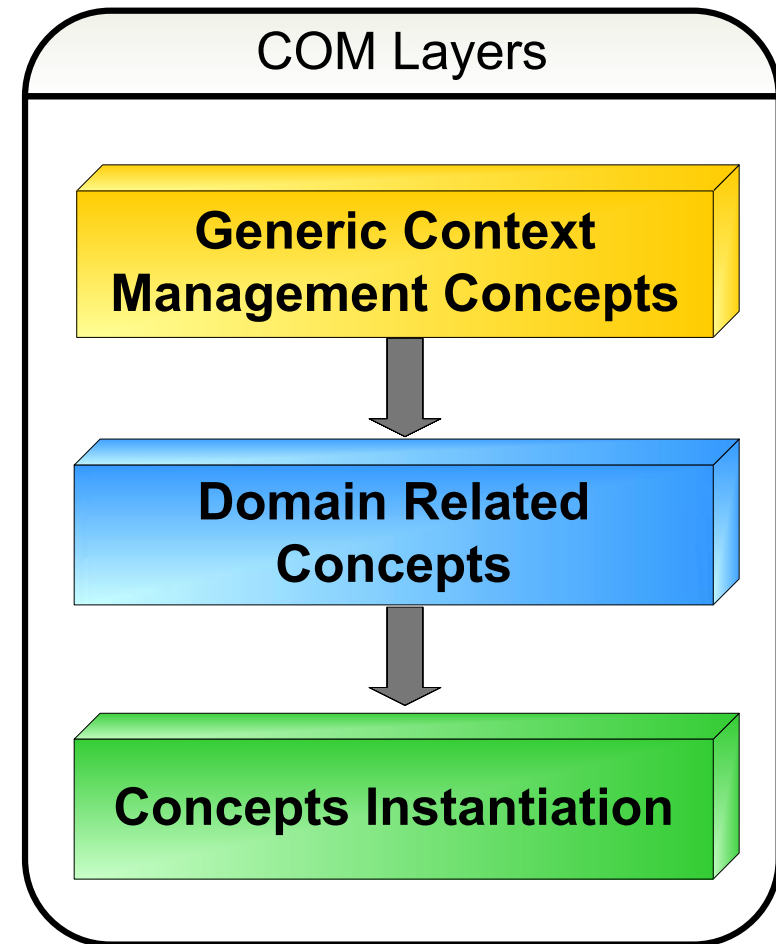 COM Layers
Generic Context
Management Concepts
Domain Related
Concepts
Concepts Instantiation